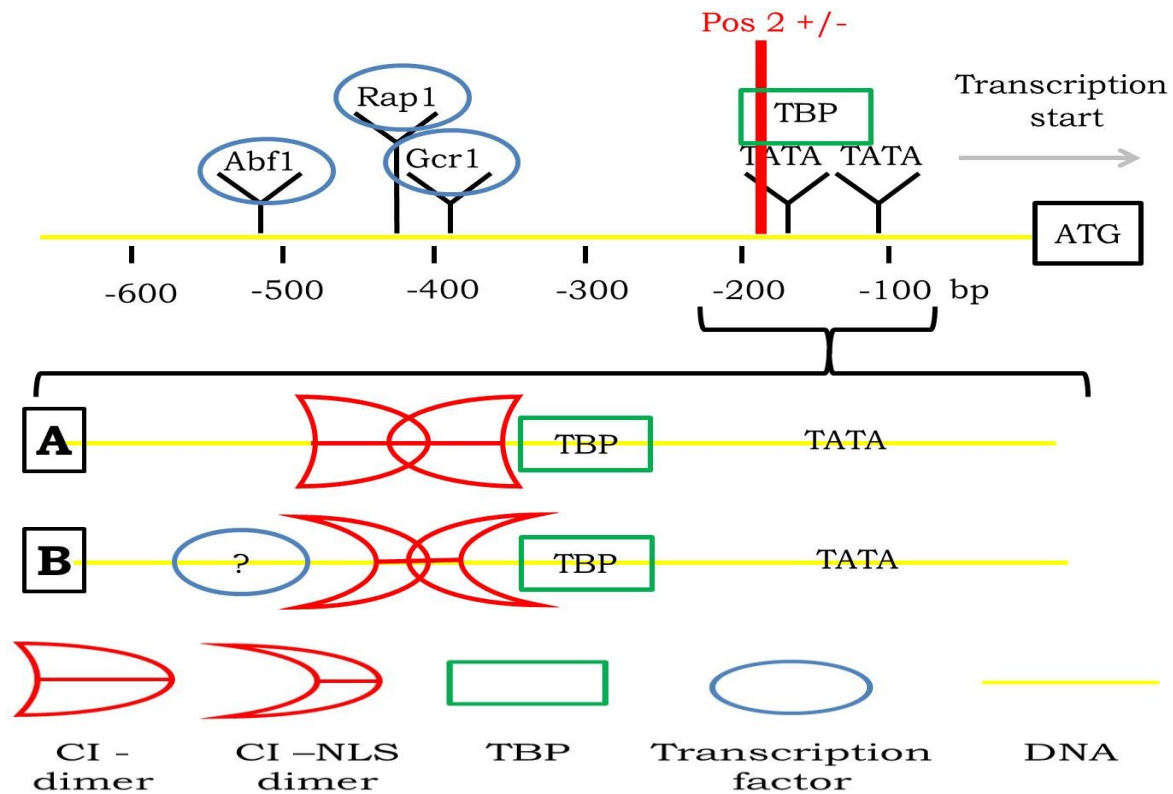 Pos 2 +/-
Rap1
TBP
Transcription
start
Abf1
Gcr1
TATA TATA
ATG
-600 -500 -400 -300 -200 -100 bp
A
TBP
TATA
B
?
TBP
TATA
CI -
dimer
CI –NLS
dimer
TBP
Transcription
factor
DNA